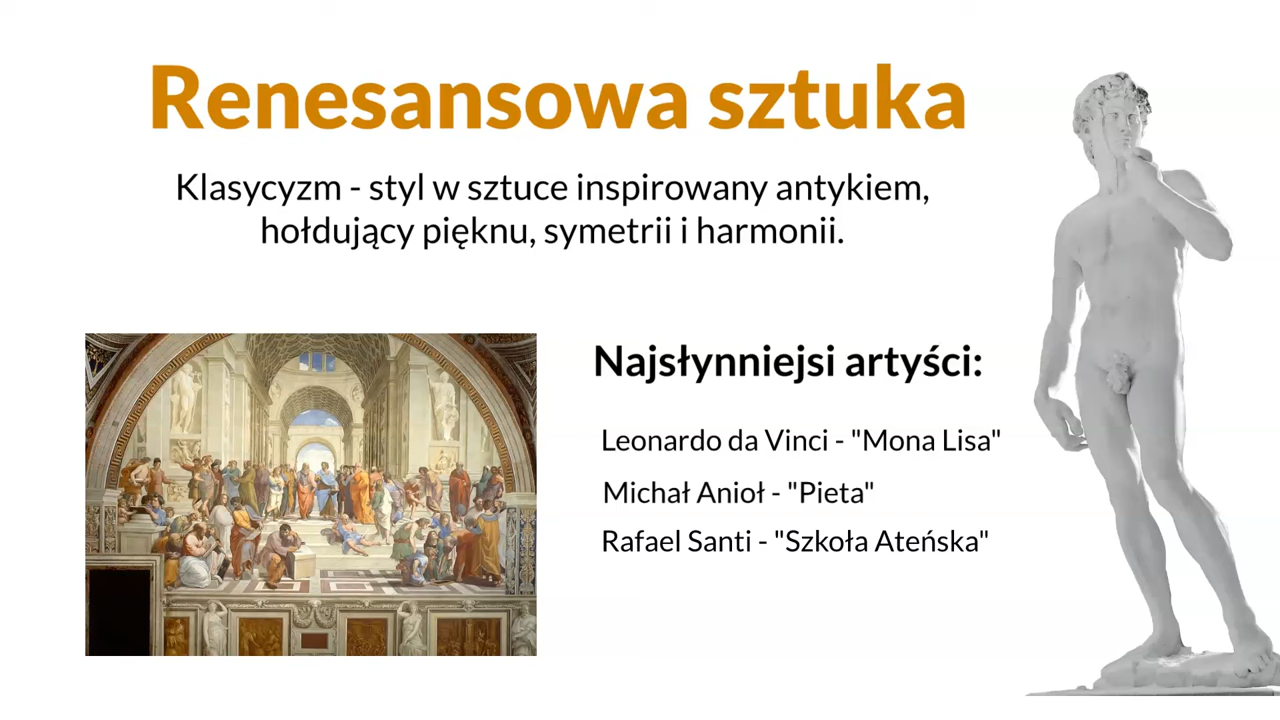 Renesansowa sztuka
Klasycyzm - styl w sztuce inspirowany antykiem,
hołdujący pięknu, symetrii i harmonii.
Najsłynniejsi artyści:
Leonardo da Vinci - "Mona Lisa"
Michał Anioł - "Pieta"
Rafael Santi - "Szkoła Ateńska"